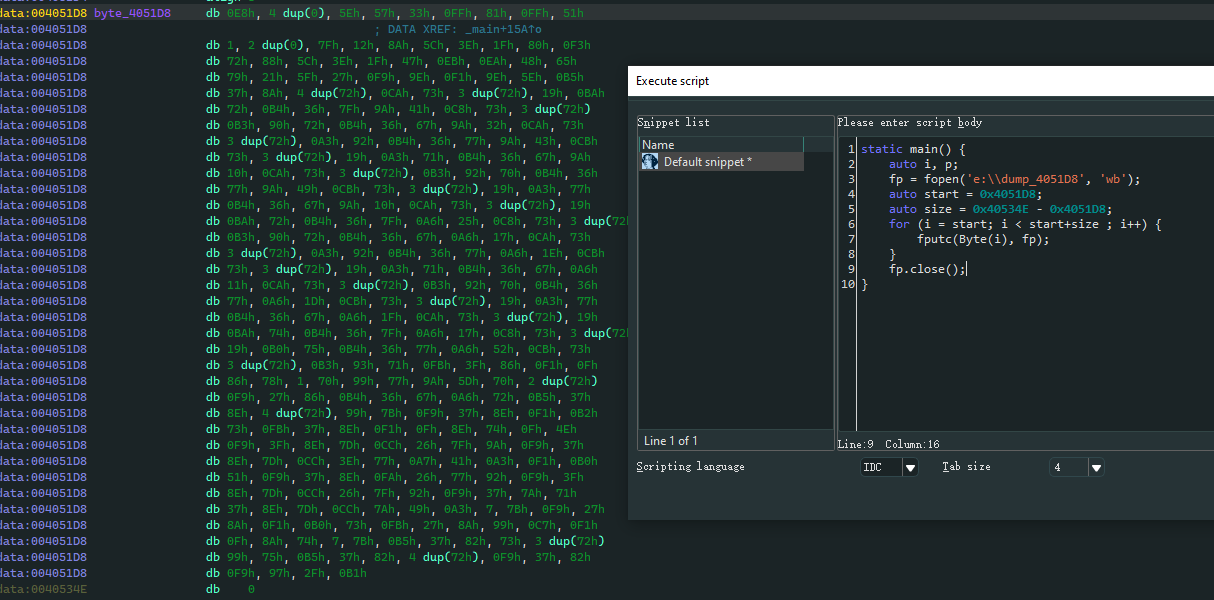 data:004051D8 byte_4051D8 db 0E8h, 4 dup(0), 5Eh, 57h, 33h, 0FFh, 81h, 0FFh, 51h
data:004051D8 ; DATA XREF: _main+15A↑o
data:004051D8 db 1, 2 dup(0), 7Fh, 12h, 8Ah, 5Ch, 3Eh, 1Fh, 80h, 0F3h
data:004051D8 db 72h, 88h, 5Ch, 3Eh, 1Fh, 47h, 0EBh, 0EAh, 48h, 65h
data:004051D8 db 79h, 21h, 5Fh, 27h, 0F9h, 9Eh, 0F1h, 9Eh, 5Eh, 0B5h
data:004051D8 db 37h, 8Ah, 4 dup(72h), 0CAh, 73h, 3 dup(72h), 19h, 0BAh
data:004051D8 db 72h, 0B4h, 36h, 7Fh, 9Ah, 41h, 0C8h, 73h, 3 dup(72h)
data:004051D8 db 0B3h, 90h, 72h, 0B4h, 36h, 67h, 9Ah, 32h, 0CAh, 73h
data:004051D8 db 3 dup(72h), 0A3h, 92h, 0B4h, 36h, 77h, 9Ah, 43h, 0CBh
data:004051D8 db 73h, 3 dup(72h), 19h, 0A3h, 71h, 0B4h, 36h, 67h, 9Ah
data:004051D8 db 10h, 0CAh, 73h, 3 dup(72h), 0B3h, 92h, 70h, 0B4h, 36h
data:004051D8 db 77h, 9Ah, 49h, 0CBh, 73h, 3 dup(72h), 19h, 0A3h, 77h
data:004051D8 db 0B4h, 36h, 67h, 9Ah, 10h, 0CAh, 73h, 3 dup(72h), 19h
data:004051D8 db 0BAh, 72h, 0B4h, 36h, 7Fh, 0A6h, 25h, 0C8h, 73h, 3 dup(72h
data:004051D8 db 0B3h, 90h, 72h, 0B4h, 36h, 67h, 0A6h, 17h, 0CAh, 73h
data:004051D8 db 3 dup(72h), 0A3h, 92h, 0B4h, 36h, 77h, 0A6h, 1Eh, 0CBh
data:004051D8 db 73h, 3 dup(72h), 19h, 0A3h, 71h, 0B4h, 36h, 67h, 0A6h
data:004051D8 db 11h, 0CAh, 73h, 3 dup(72h), 0B3h, 92h, 70h, 0B4h, 36h
data:004051D8 db 77h, 0A6h, 1Dh, 0CBh, 73h, 3 dup(72h), 19h, 0A3h, 77h
data:004051D8 db 0B4h, 36h, 67h, 0A6h, 1Fh, 0CAh, 73h, 3 dup(72h), 19h
data:004051D8 db 0BAh, 74h, 0B4h, 36h, 7Fh, 0A6h, 17h, 0C8h, 73h, 3 dup(72h
data:004051D8 db 19h, 0B0h, 75h, 0B4h, 36h, 77h, 0A6h, 52h, 0CBh, 73h
data:004051D8 db 3 dup(72h), 0B3h, 93h, 71h, 0FBh, 3Fh, 86h, 0F1h, 0Fh
data:004051D8 db 86h, 78h, 1, 70h, 99h, 77h, 9Ah, 5Dh, 70h, 2 dup(72h)
data:004051D8 db 0F9h, 27h, 86h, 0B4h, 36h, 67h, 0A6h, 72h, 0B5h, 37h
data:004051D8 db 8Eh, 4 dup(72h), 99h, 7Bh, 0F9h, 37h, 8Eh, 0F1h, 0B2h
data:004051D8 db 73h, 0FBh, 37h, 8Eh, 0F1h, 0Fh, 8Eh, 74h, 0Fh, 4Eh
data:004051D8 db 0F9h, 3Fh, 8Eh, 7Dh, 0CCh, 26h, 7Fh, 9Ah, 0F9h, 37h
data:004051D8 db 8Eh, 7Dh, 0CCh, 3Eh, 77h, 0A7h, 41h, 0A3h, 0F1h, 0B0h
data:004051D8 db 51h, 0F9h, 37h, 8Eh, 0FAh, 26h, 77h, 92h, 0F9h, 3Fh
data:004051D8 db 8Eh, 7Dh, 0CCh, 26h, 7Fh, 92h, 0F9h, 37h, 7Ah, 71h
data:004051D8 db 37h, 8Eh, 7Dh, 0CCh, 7Ah, 49h, 0A3h, 7, 7Bh, 0F9h, 27h
data:004051D8 db 8Ah, 0F1h, 0B0h, 73h, 0FBh, 27h, 8Ah, 99h, 0C7h, 0F1h
data:004051D8 db 0Fh, 8Ah, 74h, 7, 7Bh, 0B5h, 37h, 82h, 73h, 3 dup(72h)
data:004051D8 db 99h, 75h, 0B5h, 37h, 82h, 4 dup(72h), 0F9h, 37h, 82h
data:004051D8 db 0F9h, 97h, 2Fh, 0B1h
data:0040534E db 0
Execute script
Snippet list
Name
Default snippet *
Line 1 of 1
Please enter script body
1 static main() {
2 auto i, p;
3 fp = fopen('e:\\dump_4051D8', 'wb');
4 auto start = 0x4051D8;
5 auto size = 0x40534E - 0x4051D8;
6 for (i = start; i < start+size ; i++) {
7 fputc(Byte(i), fp);
8 }
9 fp.close();
10 }
Line:9 Column:16
Scripting language IDC Tab size 4